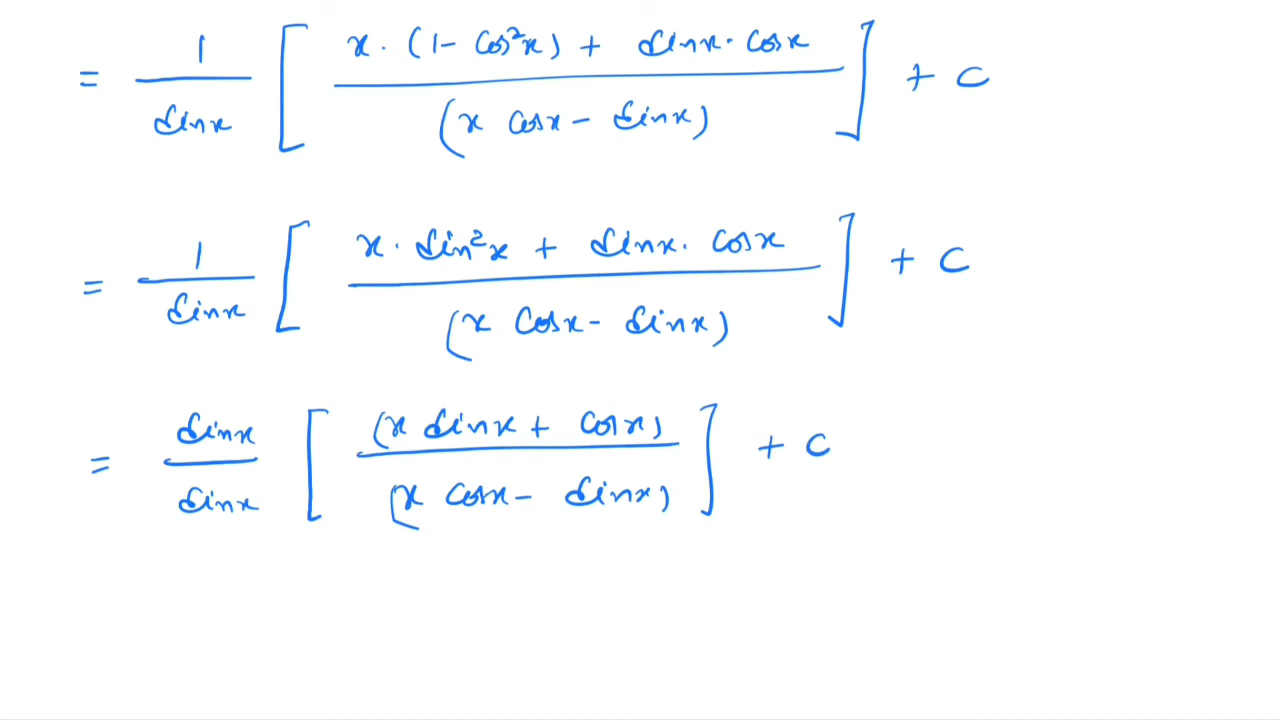 = 1/sinx [ x · (1 - cos²x) + sinx · cosx / (x cosx - sinx) ] + c
= 1/sinx [ x · sin²x + sinx · cosx / (x cosx - sinx) ] + c
= sinx/sinx [ (x sinx + cosx) / (x cosx - sinx) ] + c